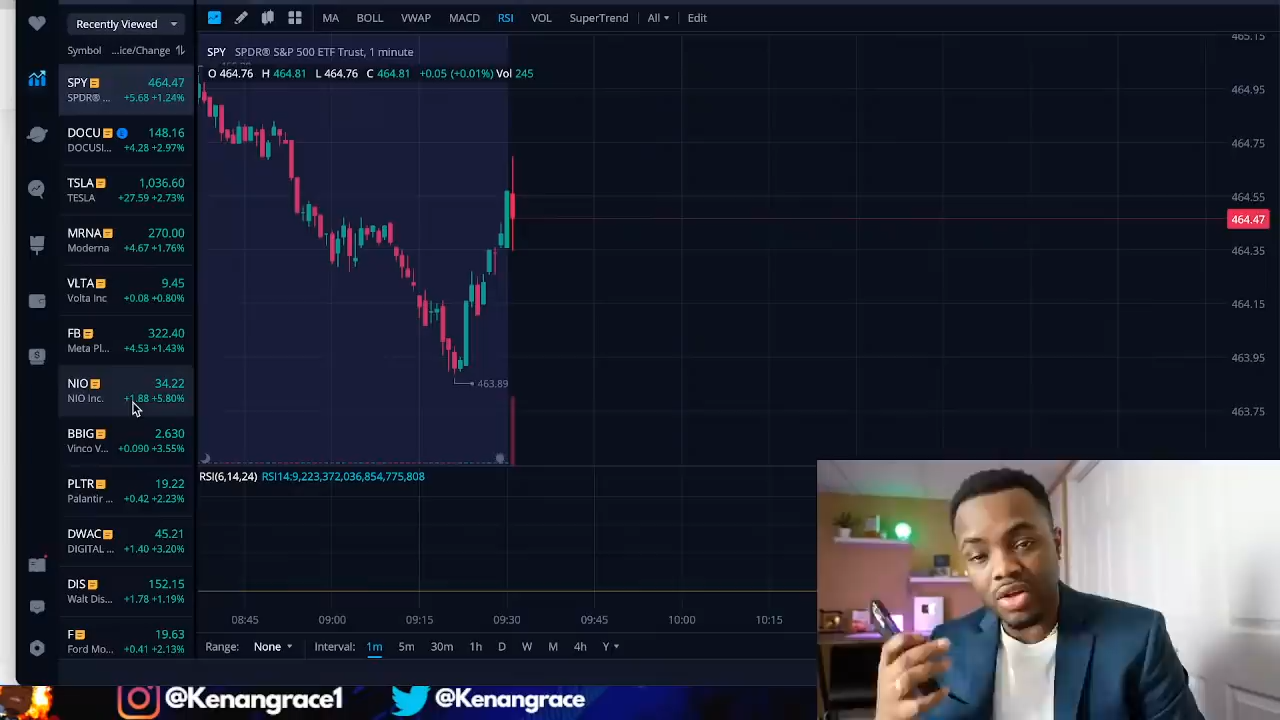 Recently Viewed
MA BOLL VWAP MACD RSI VOL SuperTrend All Edit
Symbol ...ice/Change
SPY SPDR® S&P 500 ETF Trust, 1 minute
O 464.76 H 464.81 L 464.76 C 464.81 +0.05 (+0.01%) Vol 245
SPY 464.47
SPDR® ... +5.68 +1.24%
DOCU L 148.16
DOCUSI... +4.28 +2.97%
TSLA 1,036.60
TESLA +27.59 +2.73%
MRNA 270.00
Moderna +4.67 +1.76%
VLTA 9.45
Volta Inc +0.08 +0.80%
FB 322.40
Meta Pl... +4.53 +1.43%
NIO 34.22
NIO Inc. +1.88 +5.80%
BBIG 2.630
Vinco V... +0.090 +3.55%
PLTR 19.22
Palantir ... +0.42 +2.23%
DWAC 45.21
DIGITAL ... +1.40 +3.20%
DIS 152.15
Walt Dis... +1.78 +1.19%
F 19.63
Ford Mo... +0.41 +2.13%
465.15
464.95
464.75
464.55
464.47
464.35
464.15
463.95
463.75
463.89
RSI(6,14,24) RSI14:9,223,372,036,854,775,808
08:45 09:00 09:15 09:30 09:45 10:00 10:15
Range: None Interval: 1m 5m 30m 1h D W M 4h Y
@Kenangrace1 @Kenangrace